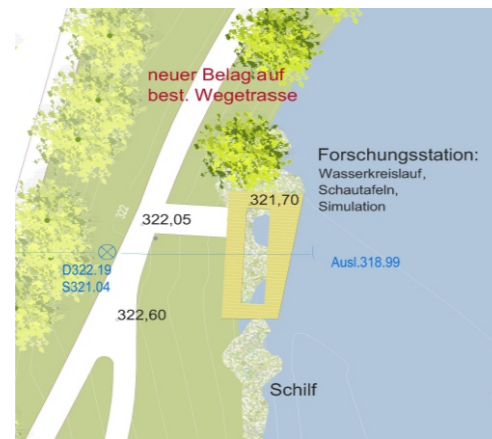 neuer Belag auf
best. Wegetrasse
Forschungsstation:
Wasserkreislauf,
Schautafeln,
Simulation
321,70
322
322,05
D322.19
S321.04
Ausl.318.99
322,60
Schilf